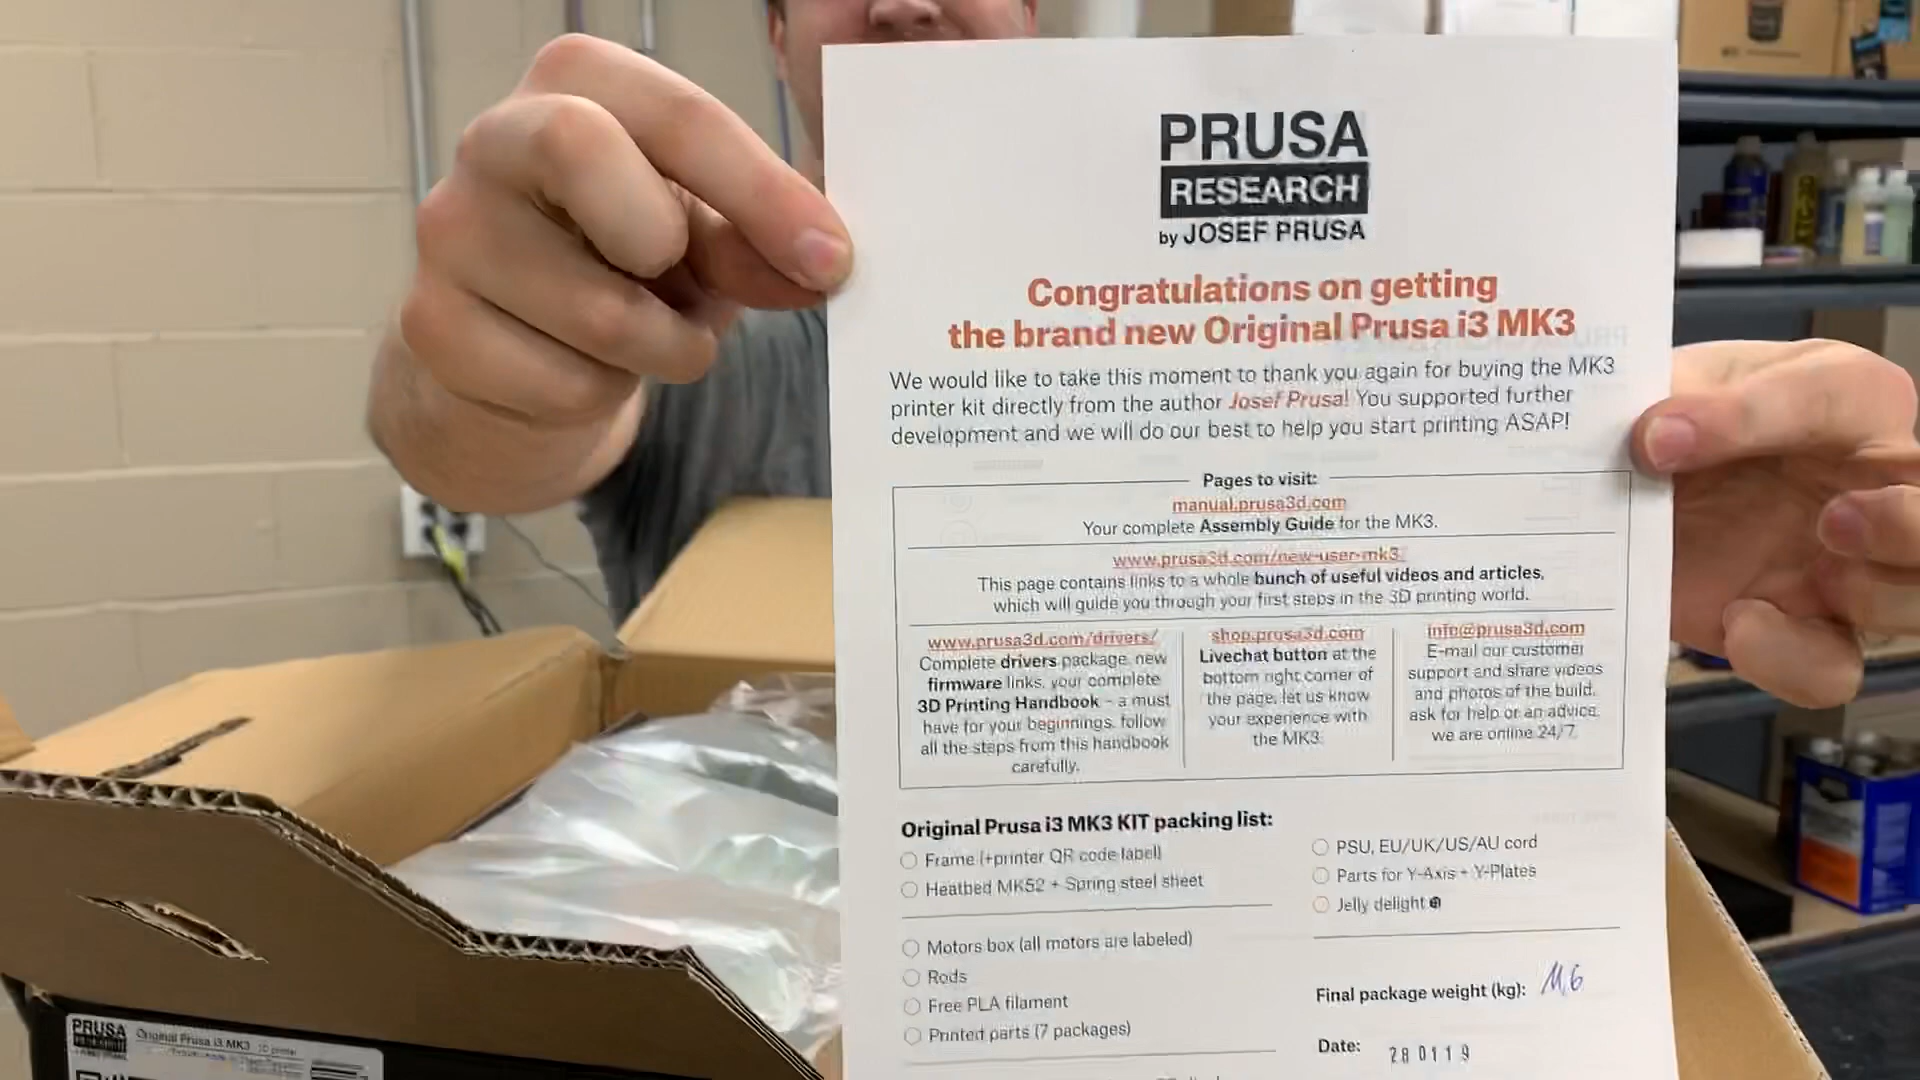 PRUSA
RESEARCH
by JOSEF PRUSA
Congratulations on getting
the brand new Original Prusa i3 MK3
We would like to take this moment to thank you again for buying the MK3
printer kit directly from the author Josef Prusa! You supported further
development and we will do our best to help you start printing ASAP!
Pages to visit:
manual.prusa3d.com
Your complete Assembly Guide for the MK3.
www.prusa3d.com/new-user-mk3
This page contains links to a whole bunch of useful videos and articles,
which will guide you through your first steps in the 3D printing world.
www.prusa3d.com/drivers/
Complete drivers package, new
firmware links, your complete
3D Printing Handbook - a must
have for your beginnings, follow
all the steps from this handbook
carefully.
shop.prusa3d.com
Livechat button at the
bottom right corner of
the page, let us know
your experience with
the MK3
info@prusa3d.com
E-mail our customer
support and share videos
and photos of the build,
ask for help or an advice,
we are online 24/7
Original Prusa i3 MK3 KIT packing list:
Frame (+printer QR code label)
Heatbed MK52 + Spring steel sheet
Motors box (all motors are labeled)
Rods
Free PLA filament
Printed parts (7 packages)
PSU, EU/UK/US/AU cord
Parts for Y-Axis + Y-Plates
Jelly delight
Final package weight (kg): 11,6
Date: 28 01 19
PRUSA
Original Prusa i3 MK3 3D printer